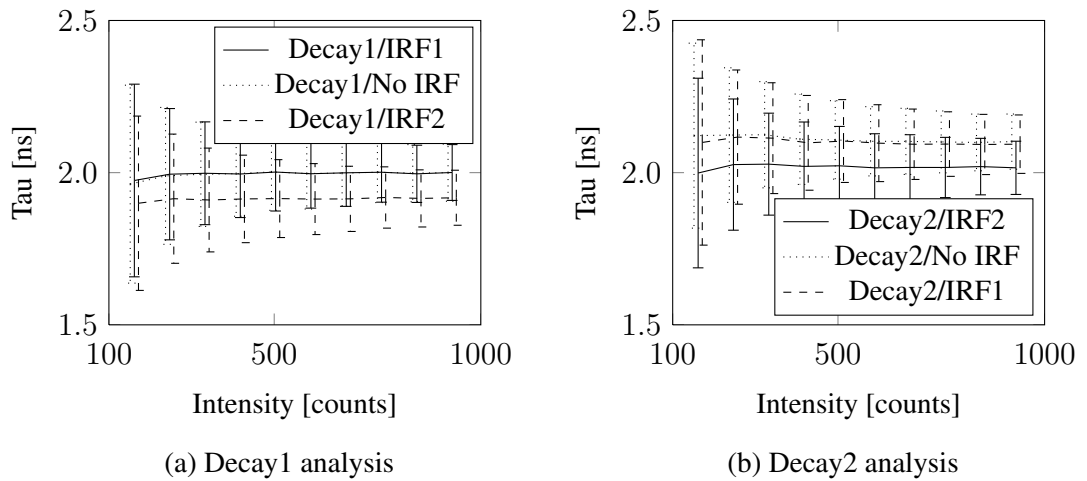 2.5
2.0
1.5
Tau [ns]
100
500
1000
Intensity [counts]
Decay1/IRF1
Decay1/No IRF
Decay1/IRF2
(a) Decay1 analysis
2.5
2.0
1.5
Tau [ns]
100
500
1000
Intensity [counts]
Decay2/IRF2
Decay2/No IRF
Decay2/IRF1
(b) Decay2 analysis